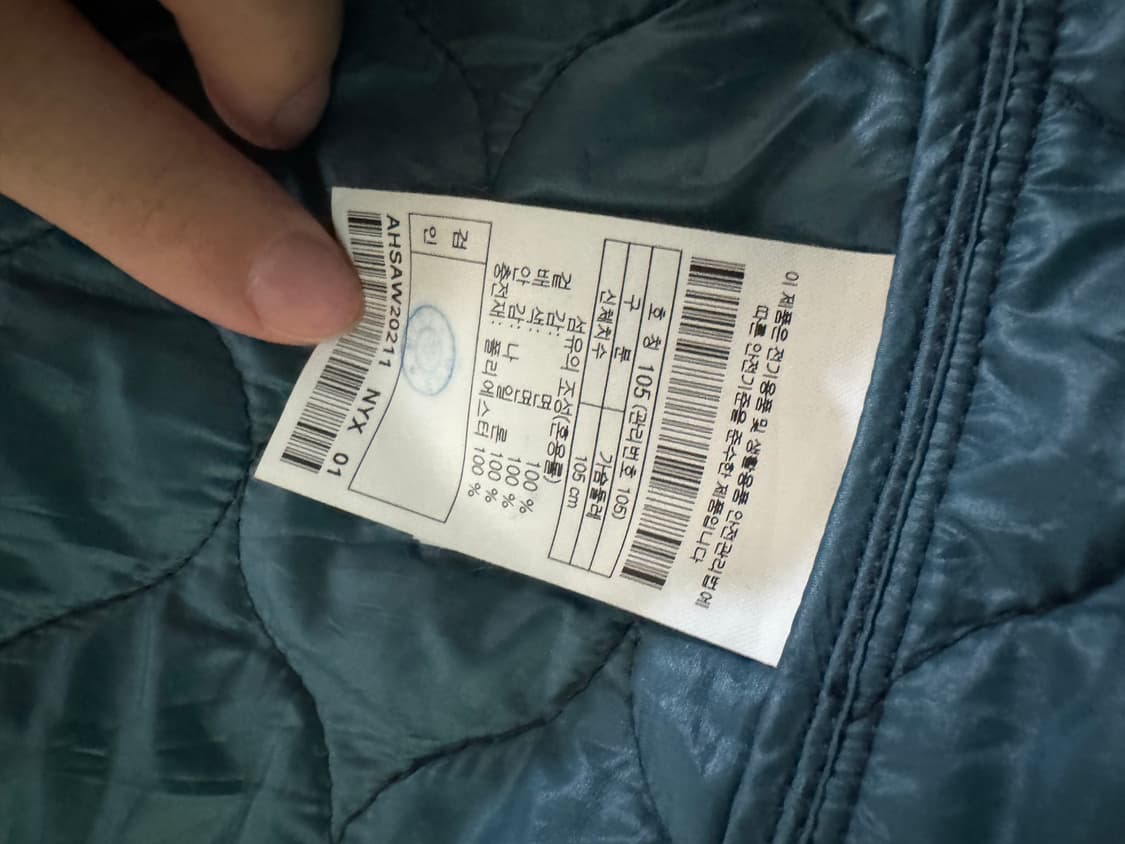 이 제품은 전기용품 및 생활용품 안전관리법에
따른 안전기준을 준수한 제품입니다.
호 칭 105 (관리번호 105)
구 분 가슴둘레
신체치수 105 cm
섬유의 조성(혼용률)
겉 감: 면 100 %
배 색: 면 100 %
안 감: 나 일 론 100 %
충전재: 폴리에스터 100 %
검 인
AHSAW20211 NYX 01